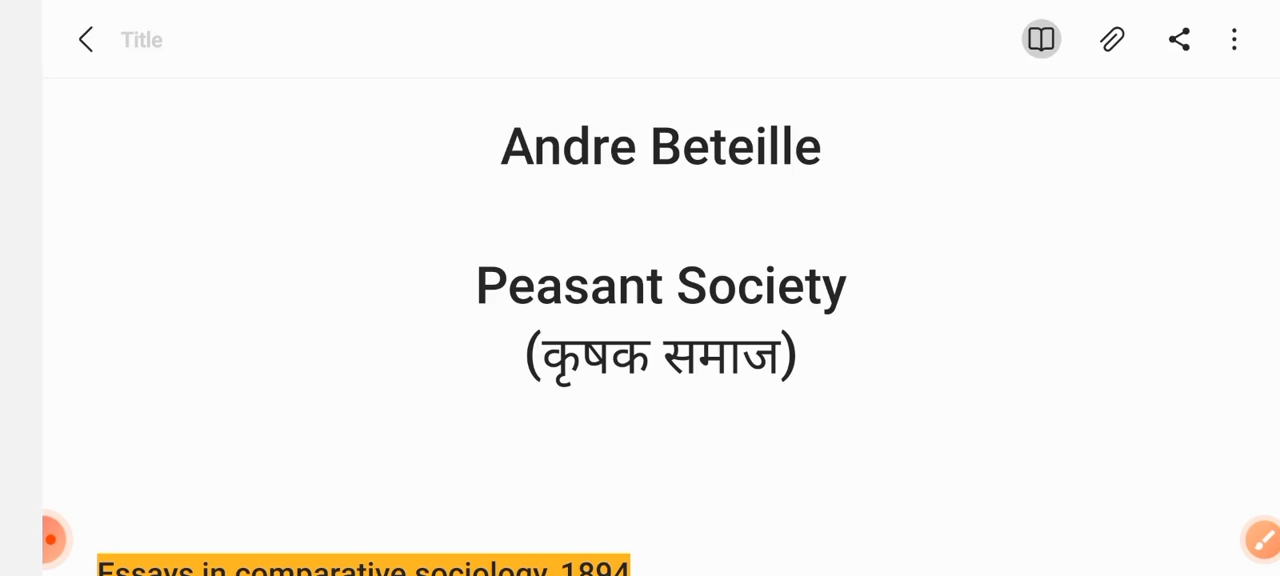 Title
Andre Beteille
Peasant Society
(कृषक समाज)
Essays in comparative sociology, 1894